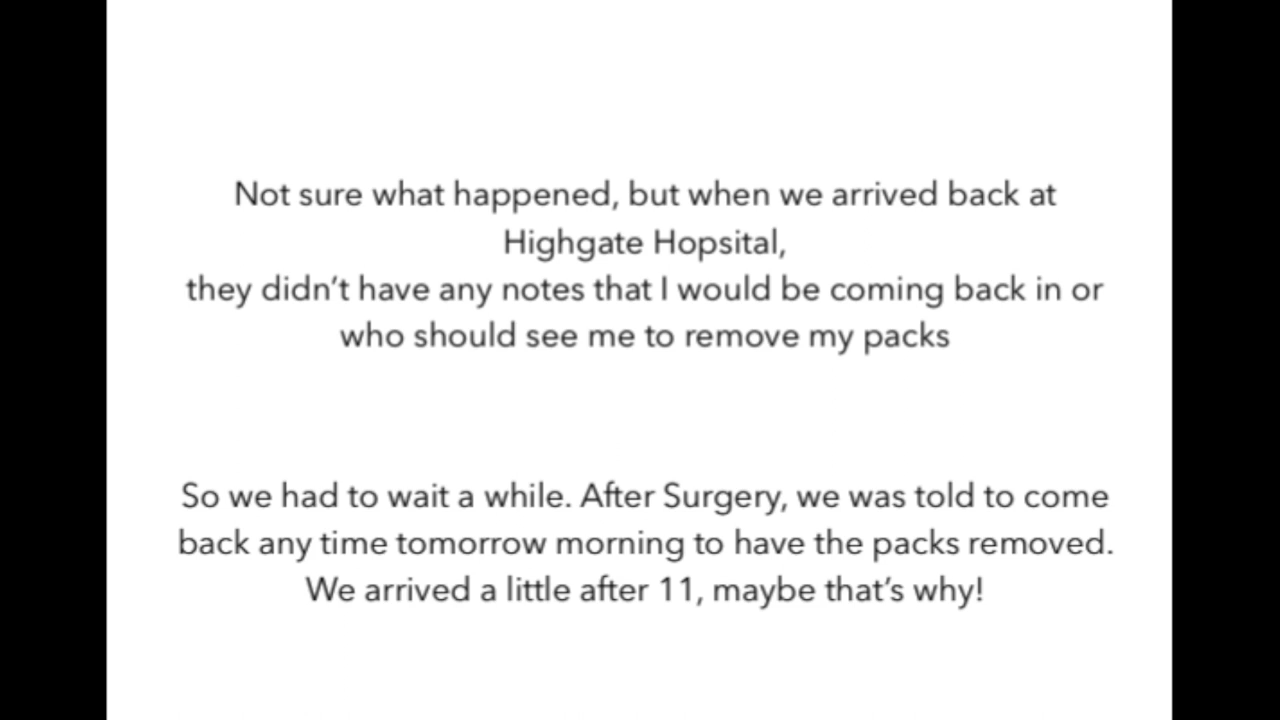 Not sure what happened, but when we arrived back at
Highgate Hopsital,
they didn’t have any notes that I would be coming back in or
who should see me to remove my packs
So we had to wait a while. After Surgery, we was told to come
back any time tomorrow morning to have the packs removed.
We arrived a little after 11, maybe that’s why!